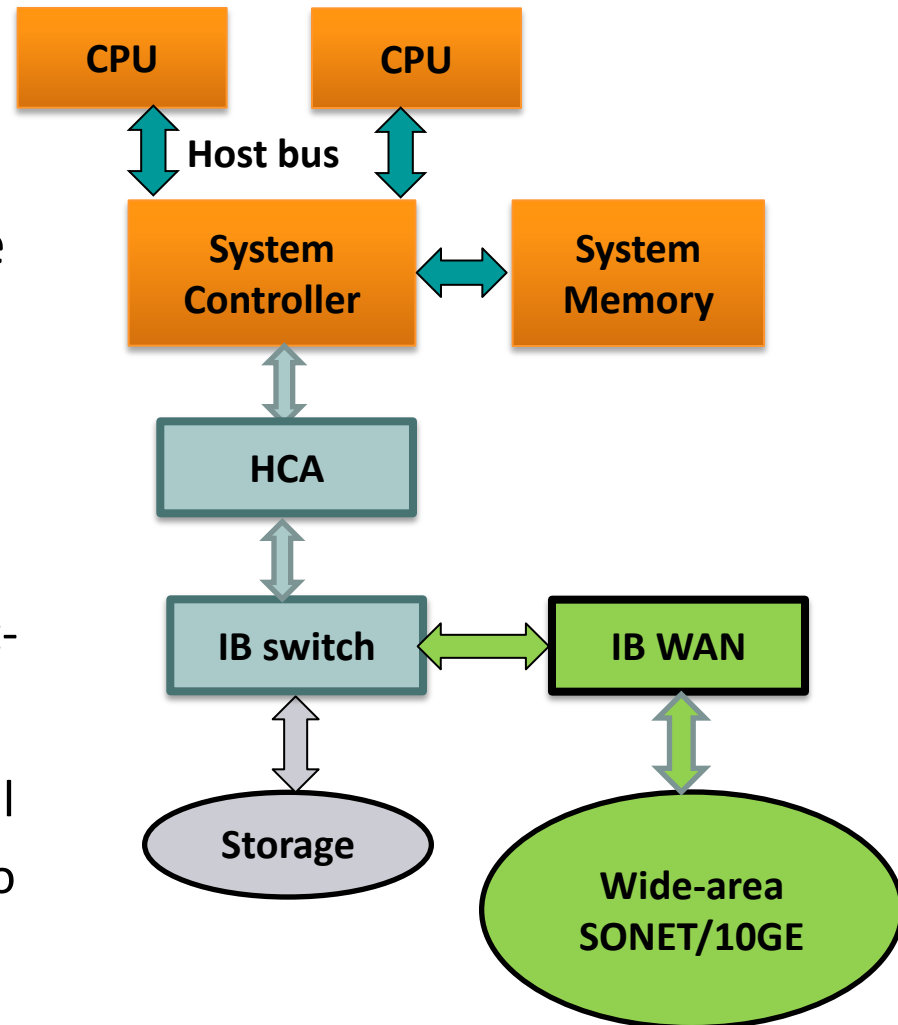 CPU
CPU
Host bus
e
System
Controller
System
Memory
HCA
-
IB switch
IB WAN
l
o
Storage
Wide-area
SONET/10GE